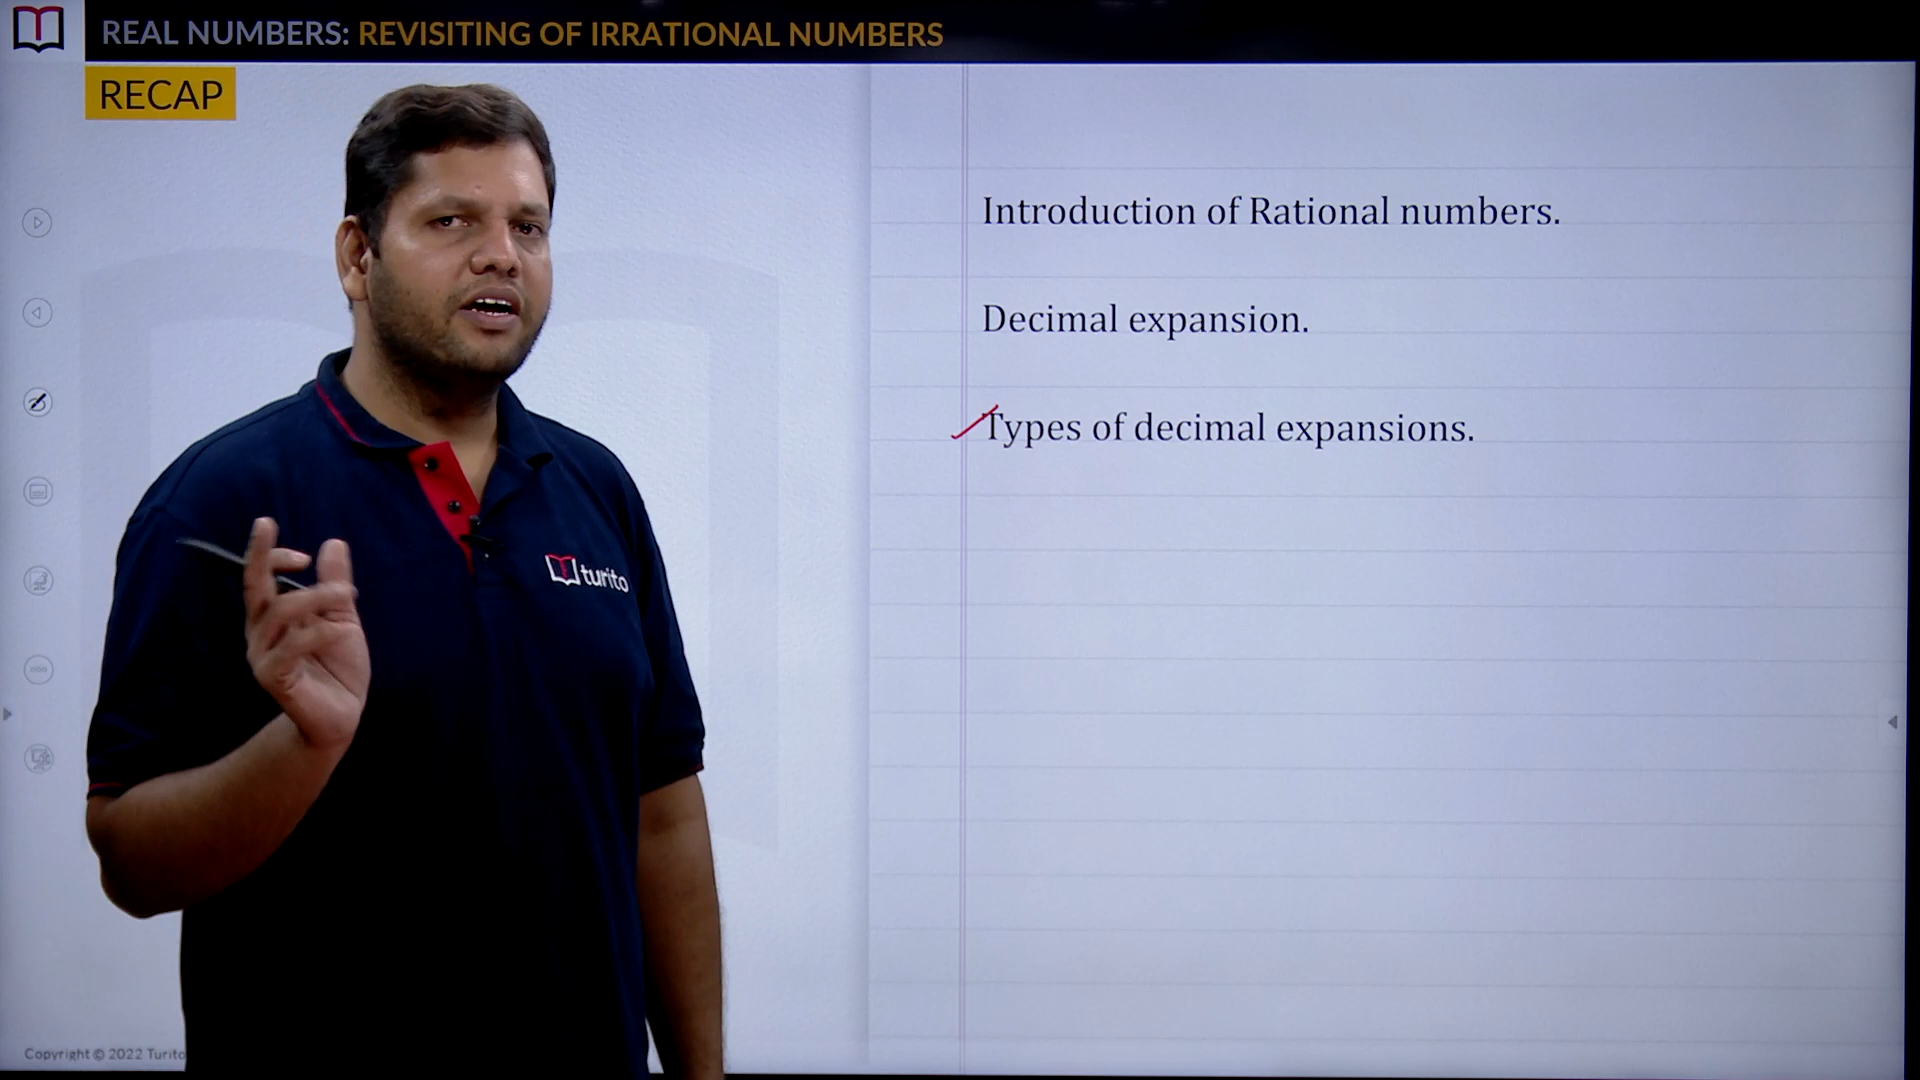 REAL NUMBERS: REVISITING OF IRRATIONAL NUMBERS
RECAP
Introduction of Rational numbers.
Decimal expansion.
Types of decimal expansions.
turito
Copyright © 2022 Turito